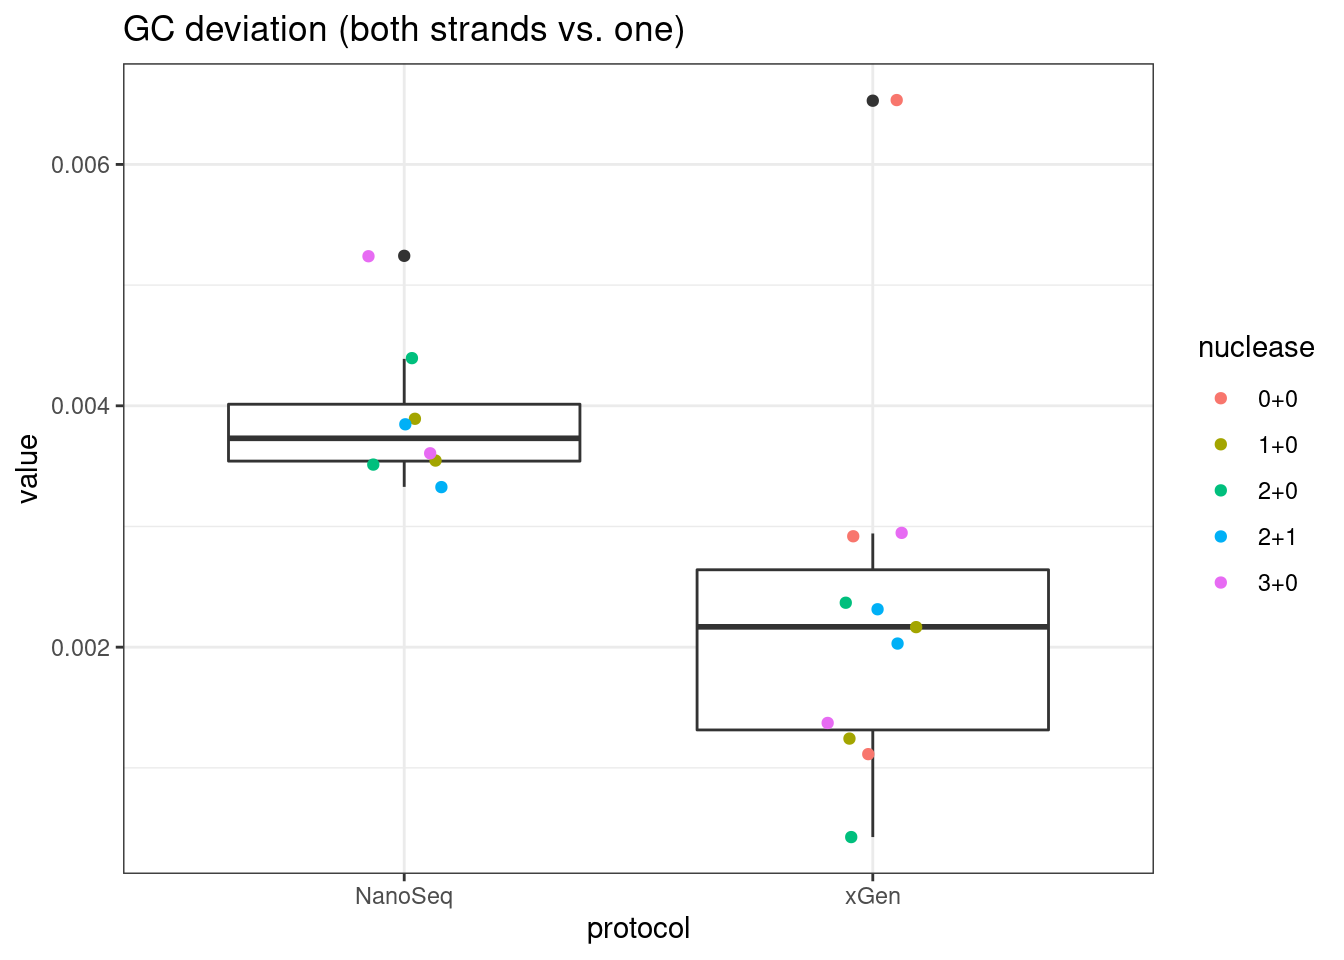 GC deviation (both strands vs. one)
0.006
0.004
0.002
value
NanoSeq
xGen
protocol
nuclease
0+0
1+0
2+0
2+1
3+0